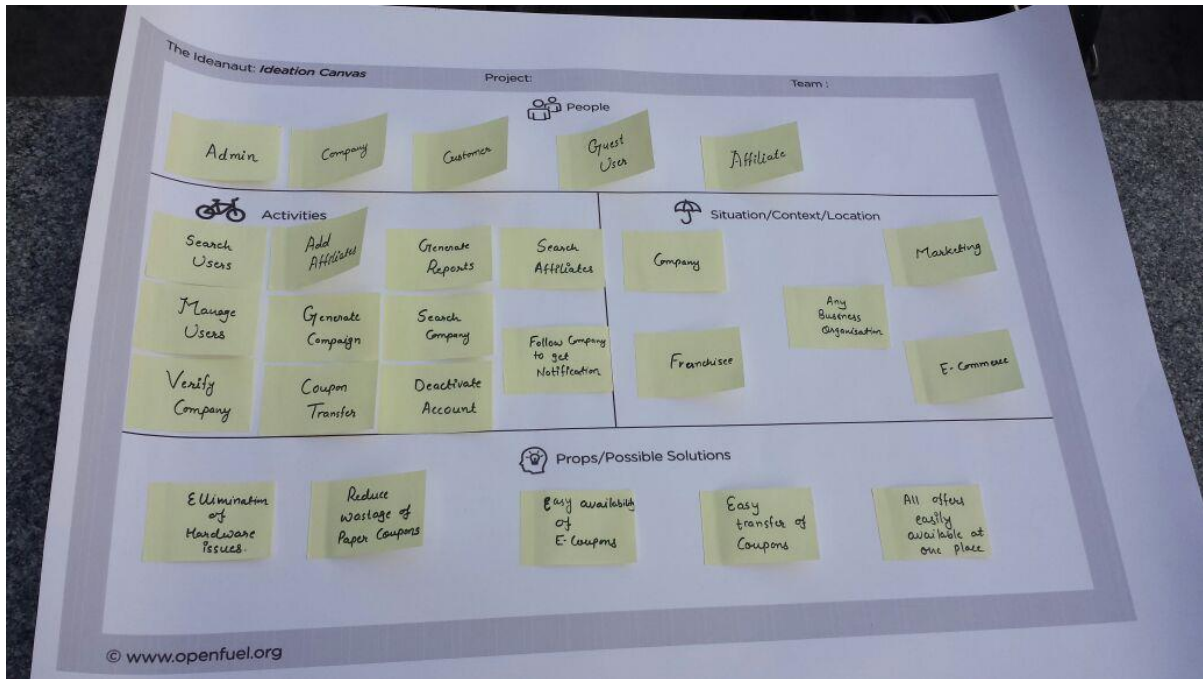 The Ideanaut: Ideation Canvas
Project:
Team :
People
Admin
Company
Customer
Guest
User
Affiliate
Activities
Search
Users
Add
Affiliates
Generate
Reports
Search
Affiliates
Manage
Users
Generate
Campaign
Search
Company
Follow Company
to get
Notification
Verify
Company
Coupon
Transfer
Deactivate
Account
Situation/Context/Location
Company
Marketing
Any
Business
Organisation
Franchisee
E-Commerce
Props/Possible Solutions
Ellimination
of
Hardware
issues.
Reduce
wastage of
Paper Coupons
Easy availability
of
E-Coupons
Easy
transfer of
Coupons
All offers
easily
available at
one place
© www.openfuel.org